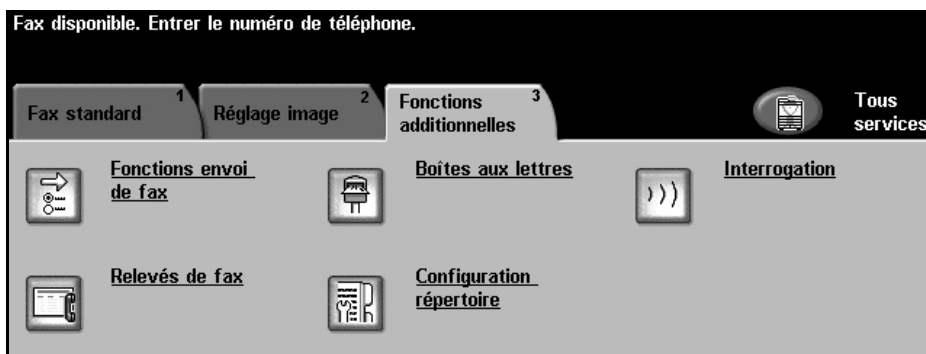 Fax disponible. Entrer le numéro de téléphone.
Fax standard 1
Réglage image 2
Fonctions 3
additionnelles
Tous
services
Fonctions envoi
de fax
Boîtes aux lettres
Interrogation
Relevés de fax
Configuration
répertoire